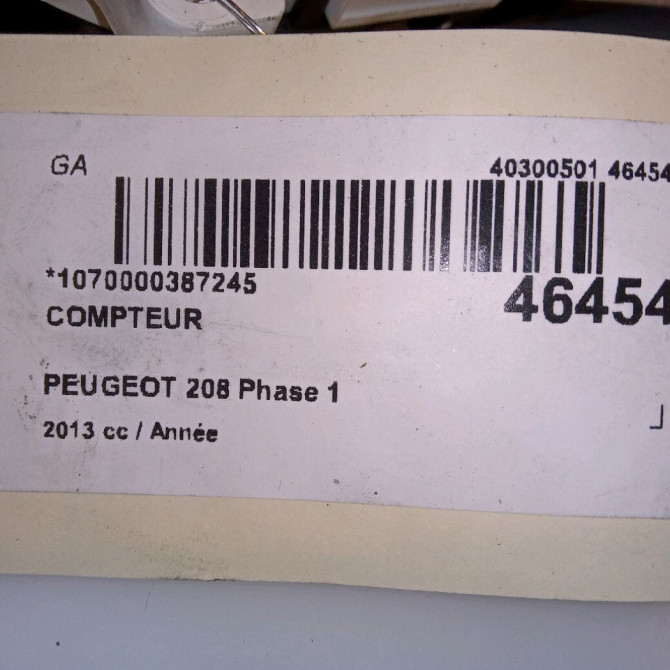 GA 40300501 46454
*1070000387245
46454
COMPTEUR
PEUGEOT 208 Phase 1
2013 cc / Année